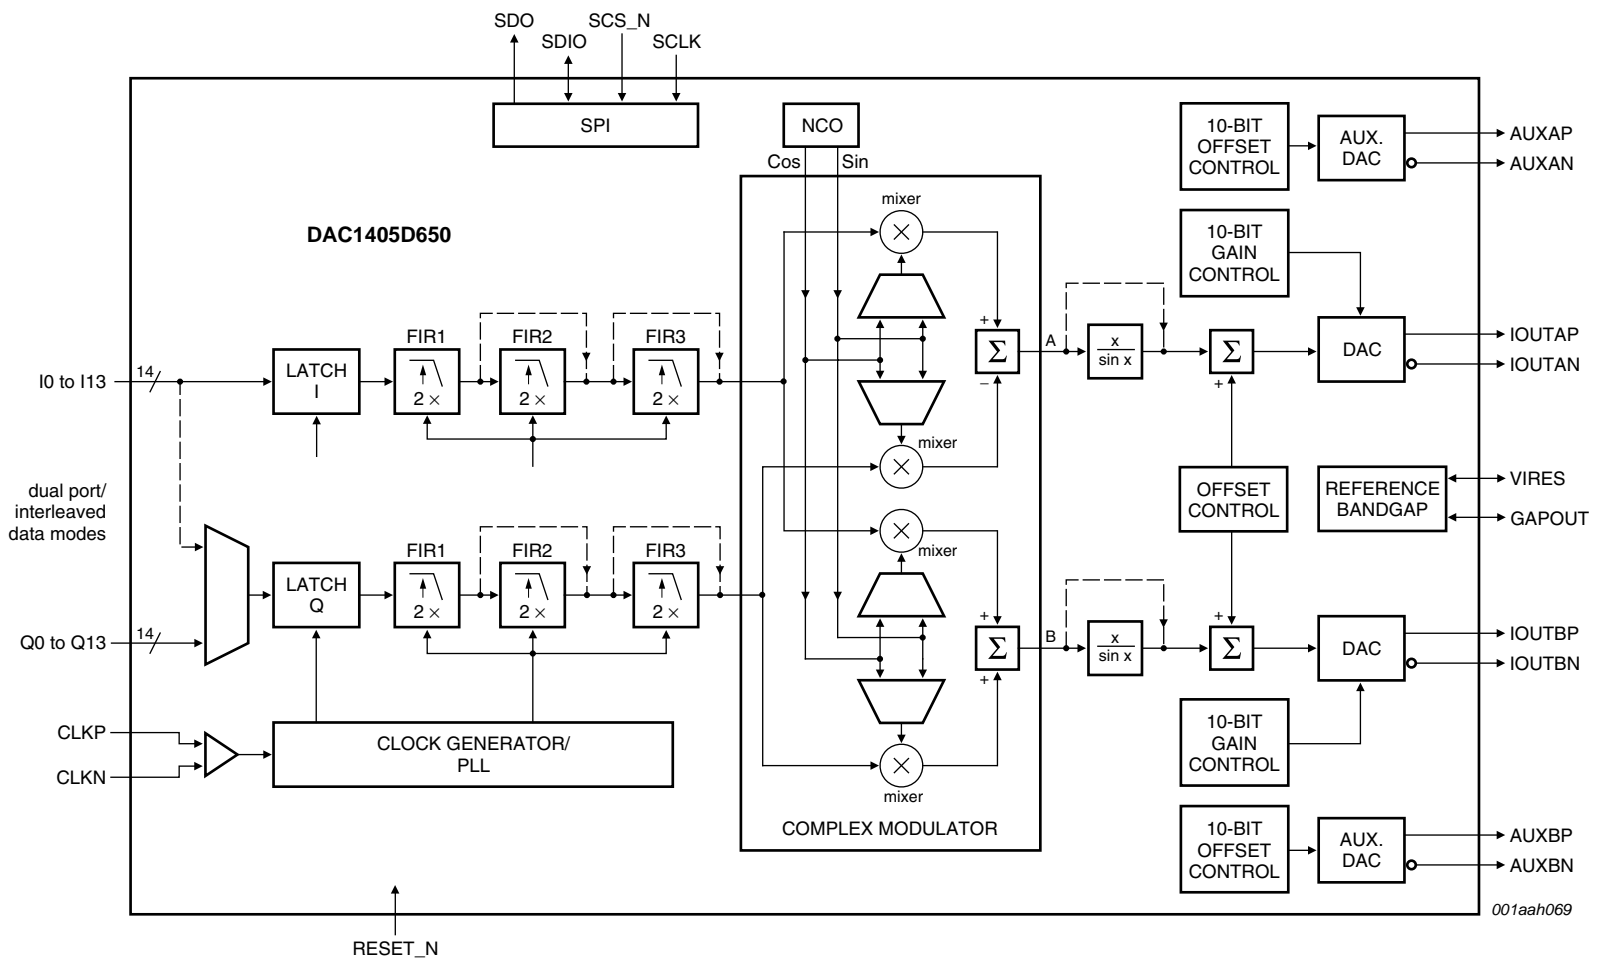 SDO
SDIO
SCS_N
SCLK
SPI
NCO
Cos
Sin
10-BIT
OFFSET
CONTROL
AUX.
DAC
AUXAP
AUXAN
DAC1405D650
mixer
10-BIT
GAIN
CONTROL
FIR1
FIR2
FIR3
I0 to I13
14
LATCH
I
2 ×
2 ×
2 ×
+
Σ
−
A
x
sin x
Σ
+
DAC
IOUTAP
IOUTAN
mixer
dual port/
interleaved
data modes
OFFSET
CONTROL
REFERENCE
BANDGAP
VIRES
GAPOUT
mixer
FIR1
FIR2
FIR3
LATCH
Q
2 ×
2 ×
2 ×
Q0 to Q13
14
+
Σ
+
B
x
sin x
+
Σ
DAC
IOUTBP
IOUTBN
CLKP
CLKN
CLOCK GENERATOR/
PLL
mixer
10-BIT
GAIN
CONTROL
COMPLEX MODULATOR
10-BIT
OFFSET
CONTROL
AUX.
DAC
AUXBP
AUXBN
RESET_N
001aah069